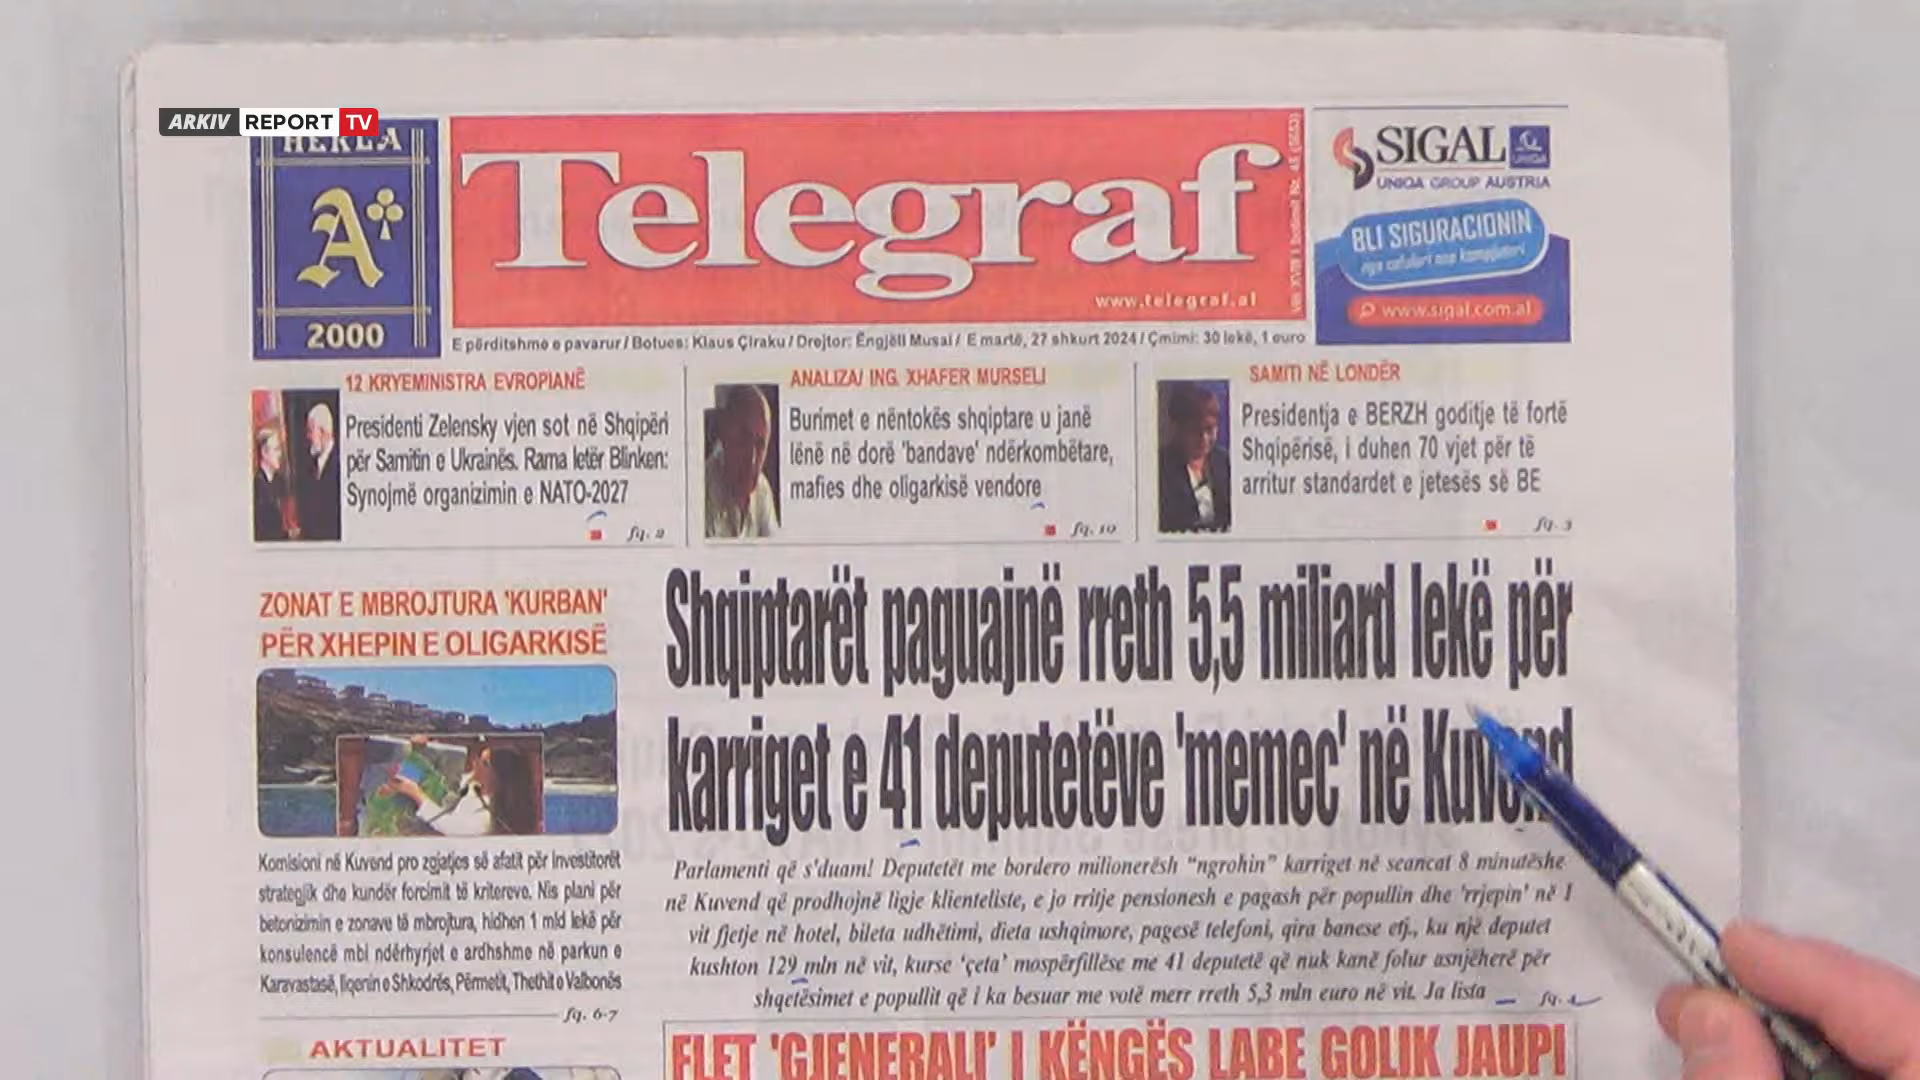 ARKIV REPORT TV
HEKLA
A
2000
Telegraf
www.telegraf.al
SIGAL
UNIQA
UNIQA GROUP AUSTRIA
BLI SIGURACIONIN
nga celulari ose kompjuteri
www.sigal.com.al
E përditshme e pavarur / Botues: Klaus Çiraku / Drejtor: Ëngjëll Musai / E martë, 27 shkurt 2024 / Çmimi: 30 lekë, 1 euro
12 KRYEMINISTRA EVROPIANË
Presidenti Zelensky vjen sot në Shqipëri
për Samitin e Ukrainës. Rama letër Blinken:
Synojmë organizimin e NATO-2027
ANALIZA/ ING. XHAFER MURSELI
Burimet e nëntokës shqiptare u janë
lënë në dorë 'bandave' ndërkombëtare,
mafies dhe oligarkisë vendore
fq. 10
SAMITI NË LONDËR
Presidentja e BERZH goditje të fortë
Shqipërisë, i duhen 70 vjet për të
arritur standardet e jetesës së BE
fq. 3
ZONAT E MBROJTURA 'KURBAN'
PËR XHEPIN E OLIGARKISË
Komisioni në Kuvend pro zgjatjes së afatit për investitorët
strategjik dhe kundër forcimit të kritereve. Nis plani për
betonizimin e zonave të mbrojtura, hidhen 1 mld lekë për
konsulencë mbi ndërhyrjet e ardhshme në parkun e
Karavastasë, liqenin e Shkodrës, Përmetit, Thethit e Valbonës
fq. 6-7
AKTUALITET
Shqiptarët paguajnë rreth 5,5 miliard lekë për
karriget e 41 deputetëve 'memec' në Kuvend
Parlamenti që s'duam! Deputetët me bordero milionerësh “ngrohin” karriget në seancat 8 minutëshe
në Kuvend që prodhojnë ligje klienteliste, e jo rritje pensionesh e pagash për popullin dhe 'rrjepin' në 1
vit fjetje në hotel, bileta udhëtimi, dieta ushqimore, pagesë telefoni, qira banese etj., ku një deputet
kushton 129 mln në vit, kurse ‘çeta’ mospërfillëse me 41 deputetë që nuk kanë folur asnjëherë për
shqetësimet e popullit që i ka besuar me votë merr rreth 5,3 mln euro në vit. Ja lista
FLET 'GJENERALI' I KËNGËS LABE GOLIK JAUPI